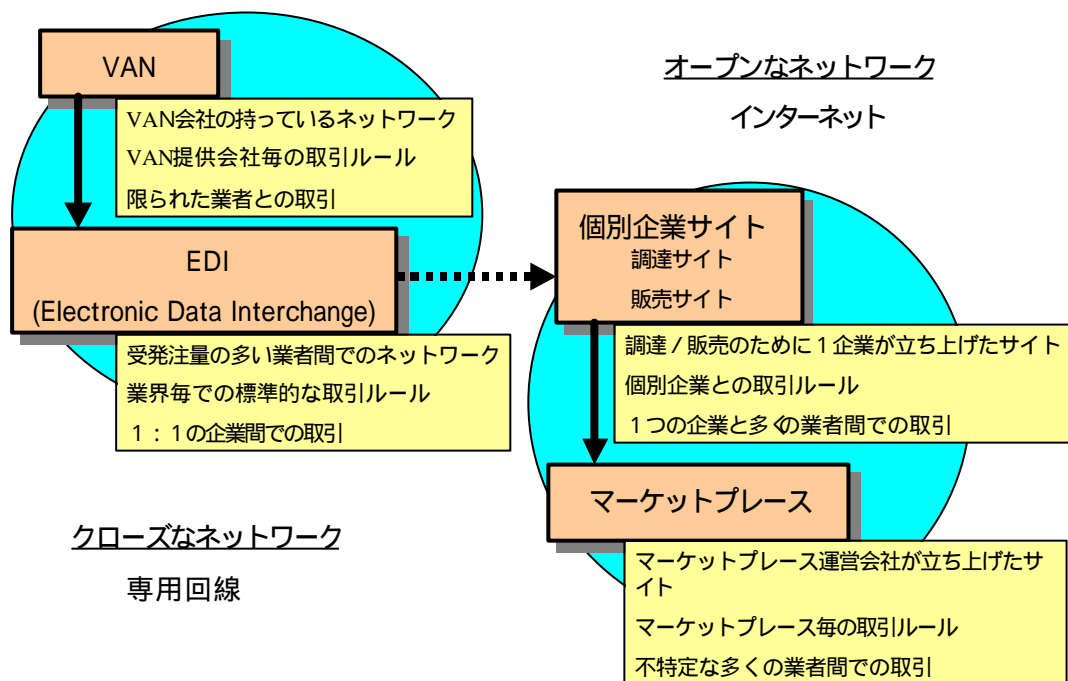 VAN
VAN会社の持っているネットワーク
VAN提供会社毎の取引ルール
限られた業者との取引
EDI
(Electronic Data Interchange)
受発注量の多い業者間でのネットワーク
業界毎での標準的な取引ルール
1:1の企業間での取引
クローズなネットワーク
専用回線
オープンなネットワーク
インターネット
個別企業サイト
調達サイト
販売サイト
調達/販売のために1企業が立ち上げたサイト
個別企業との取引ルール
1つの企業と多くの業者間での取引
マーケットプレース
マーケットプレース運営会社が立ち上げたサ
イト
マーケットプレース毎の取引ルール
不特定な多くの業者間での取引